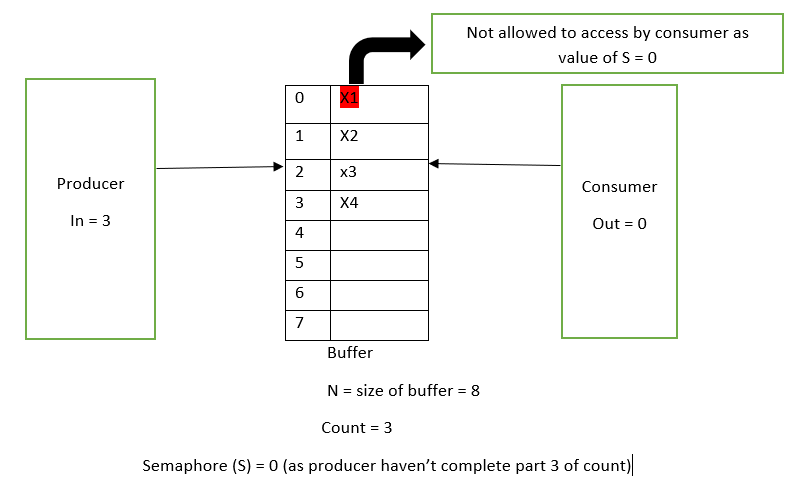 Not allowed to access by consumer as
value of S = 0
Producer
In = 3
0 X1
1 X2
2 x3
3 X4
4
5
6
7
Consumer
Out = 0
Buffer
N = size of buffer = 8
Count = 3
Semaphore (S) = 0 (as producer haven’t complete part 3 of count)